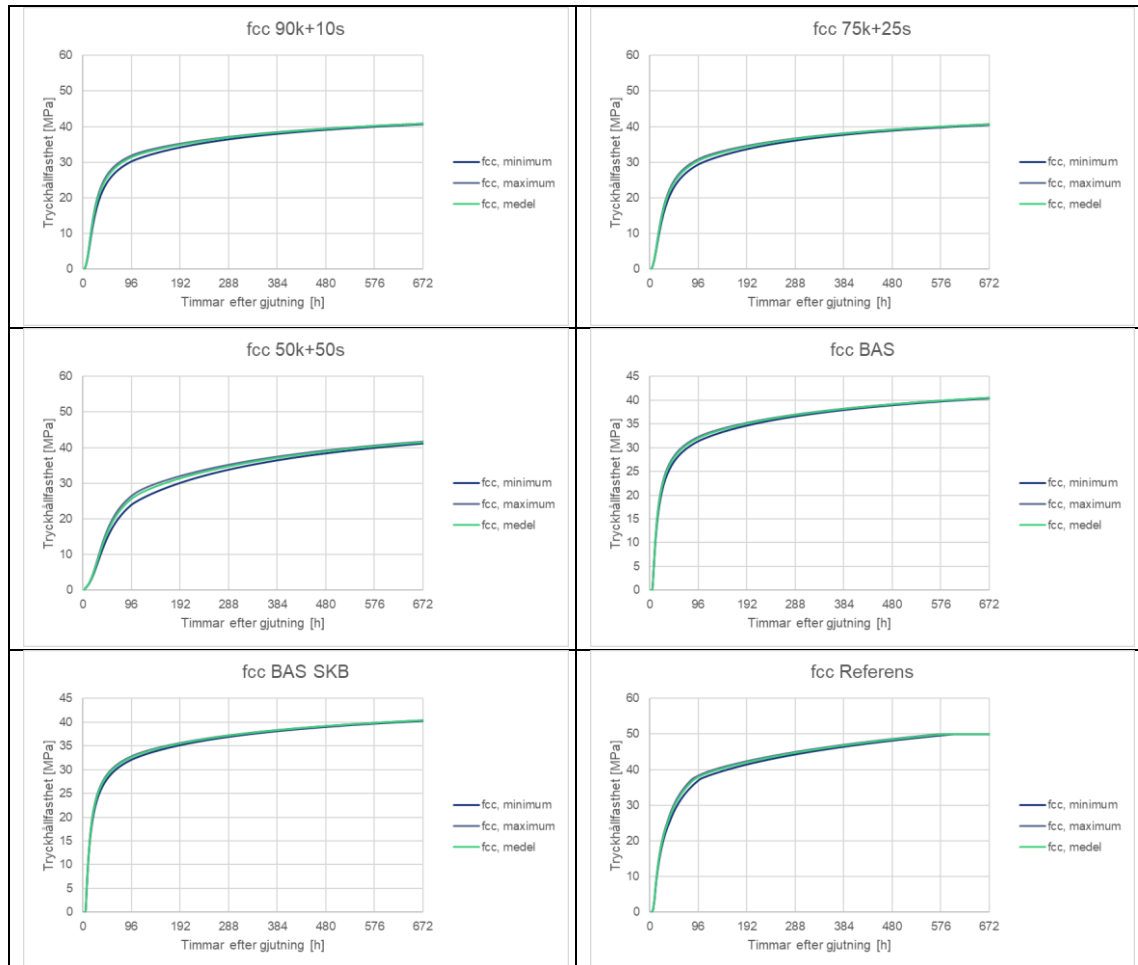 fcc 90k+10s
60
50
40
30
20
10
0
Tryckhållfasthet [MPa]
0 96 192 288 384 480 576 672
Timmar efter gjutning [h]
fcc, minimum
fcc, maximum
fcc, medel
fcc 75k+25s
60
50
40
30
20
10
0
Tryckhållfasthet [MPa]
0 96 192 288 384 480 576 672
Timmar efter gjutning [h]
fcc, minimum
fcc, maximum
fcc, medel
fcc 50k+50s
60
50
40
30
20
10
0
Tryckhållfasthet [MPa]
0 96 192 288 384 480 576 672
Timmar efter gjutning [h]
fcc, minimum
fcc, maximum
fcc, medel
fcc BAS
45
40
35
30
25
20
15
10
5
0
Tryckhållfasthet [MPa]
0 96 192 288 384 480 576 672
Timmar efter gjutning [h]
fcc, minimum
fcc, maximum
fcc, medel
fcc BAS SKB
45
40
35
30
25
20
15
10
5
0
Tryckhållfasthet [MPa]
0 96 192 288 384 480 576 672
Timmar efter gjutning [h]
fcc, minimum
fcc, maximum
fcc, medel
fcc Referens
60
50
40
30
20
10
0
Tryckhållfasthet [MPa]
0 96 192 288 384 480 576 672
Timmar efter gjutning [h]
fcc, minimum
fcc, maximum
fcc, medel